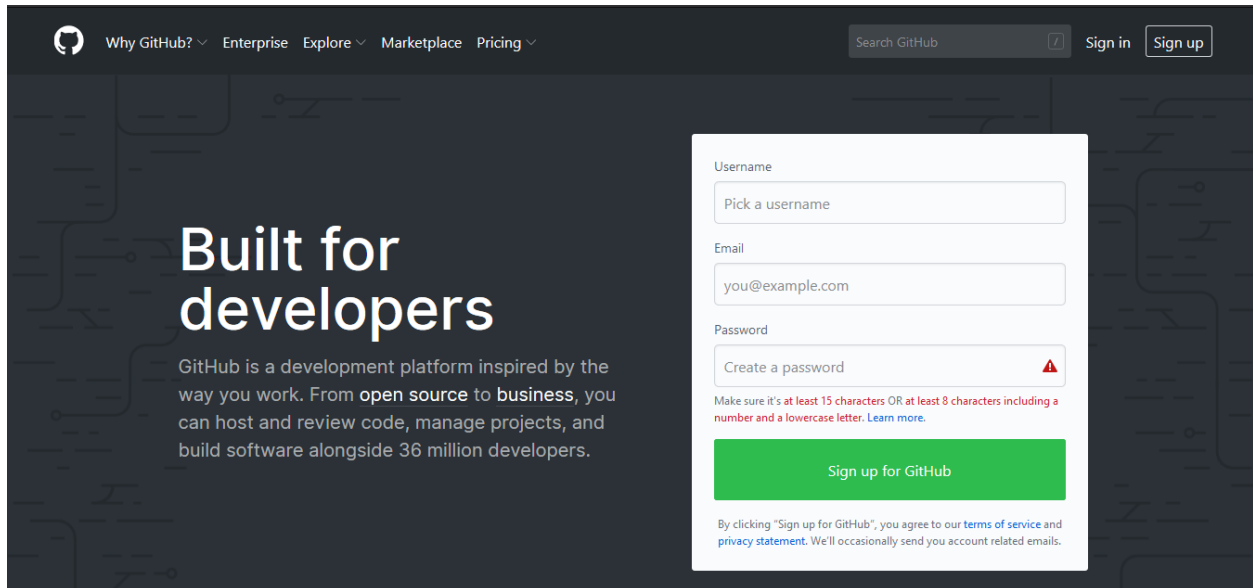 Why GitHub? Enterprise Explore Marketplace Pricing Search GitHub / Sign in Sign up
Built for
developers
GitHub is a development platform inspired by the
way you work. From open source to business, you
can host and review code, manage projects, and
build software alongside 36 million developers.
Username
Pick a username
Email
you@example.com
Password
Create a password
Make sure it's at least 15 characters OR at least 8 characters including a
number and a lowercase letter. Learn more.
Sign up for GitHub
By clicking “Sign up for GitHub”, you agree to our terms of service and
privacy statement. We’ll occasionally send you account related emails.